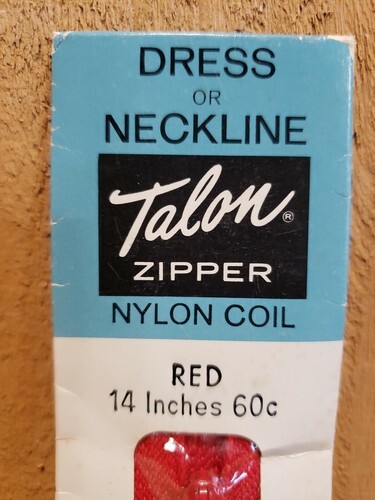 DRESS
OR
NECKLINE
Talon®
ZIPPER
NYLON COIL
RED
14 Inches 60c